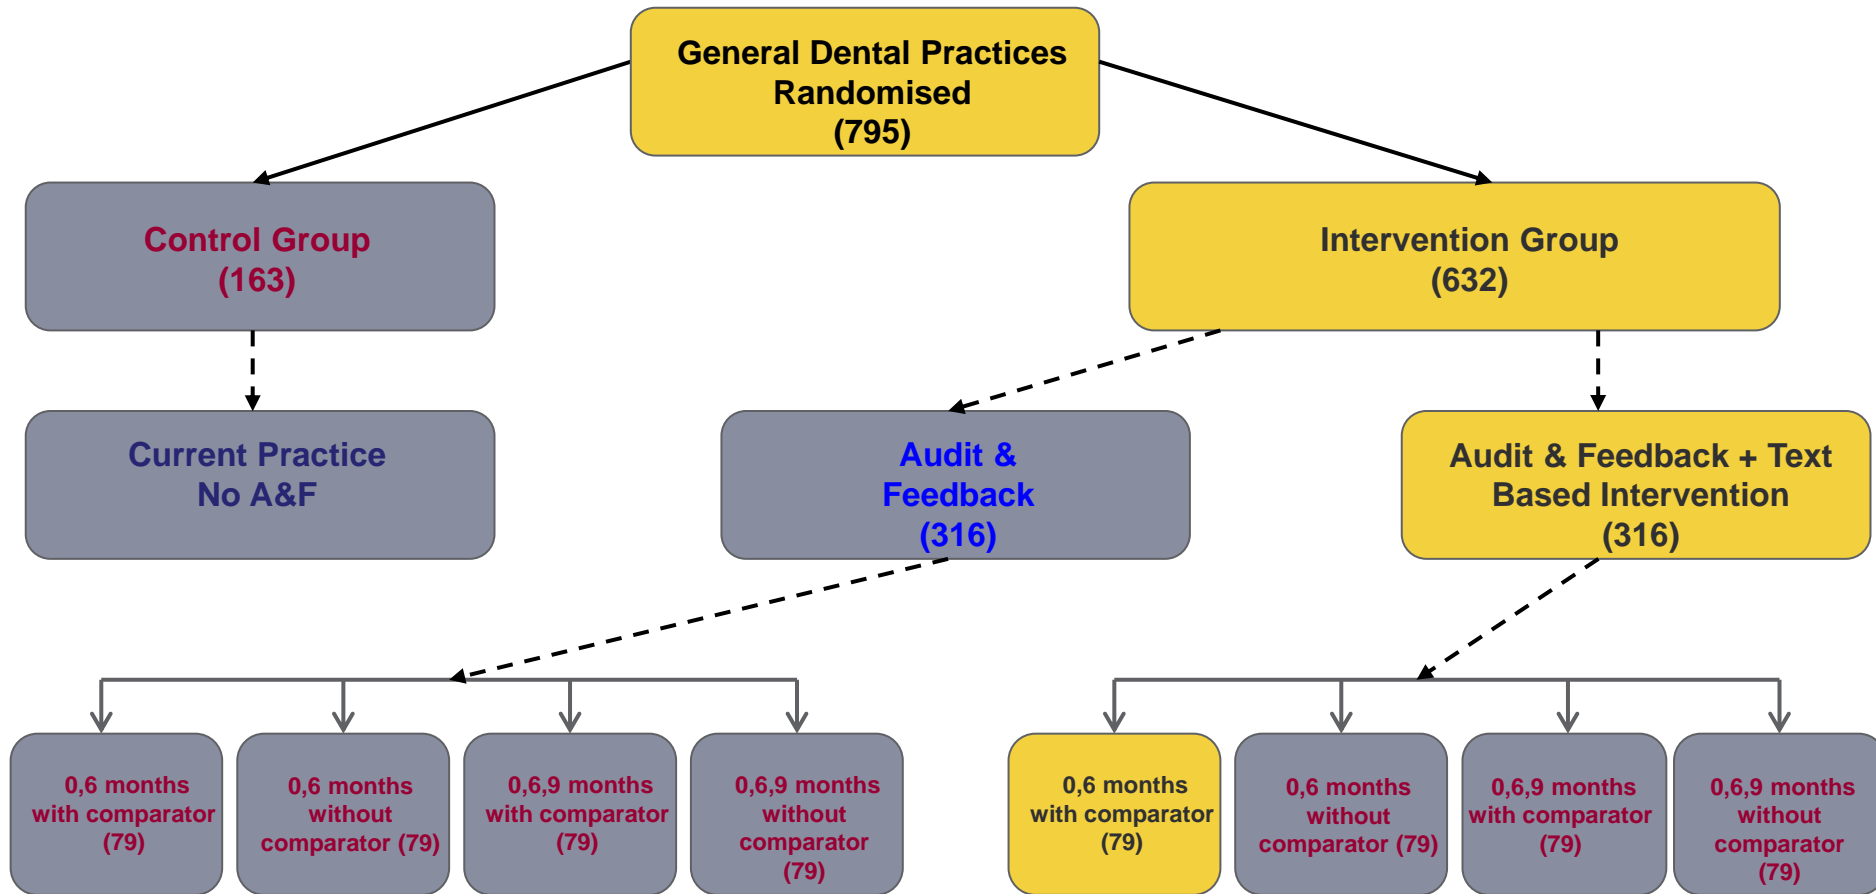 General Dental Practices
Randomised
(795)
Control Group
(163)
Intervention Group
(632)
Current Practice
No A&F
Audit &
Feedback
(316)
Audit & Feedback + Text
Based Intervention
(316)
0,6 months
with comparator
(79)
0,6 months
without
comparator (79)
0,6,9 months
with comparator
(79)
0,6,9 months
without
comparator
(79)
0,6 months
with comparator
(79)
0,6 months
without
comparator (79)
0,6,9 months
with comparator
(79)
0,6,9 months
without
comparator
(79)